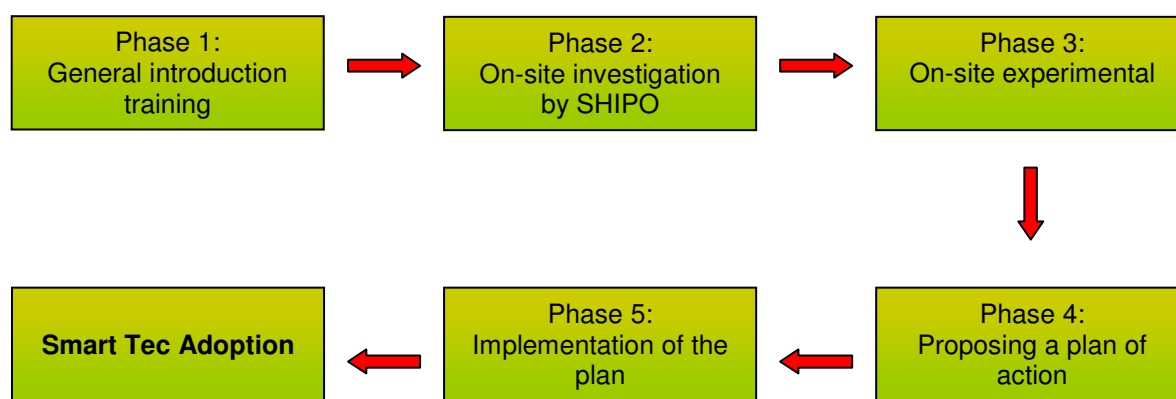 Phase 1:
General introduction
training
Phase 2:
On-site investigation
by SHIPO
Phase 3:
On-site experimental
Phase 4:
Proposing a plan of
action
Phase 5:
Implementation of the
plan
Smart Tec Adoption